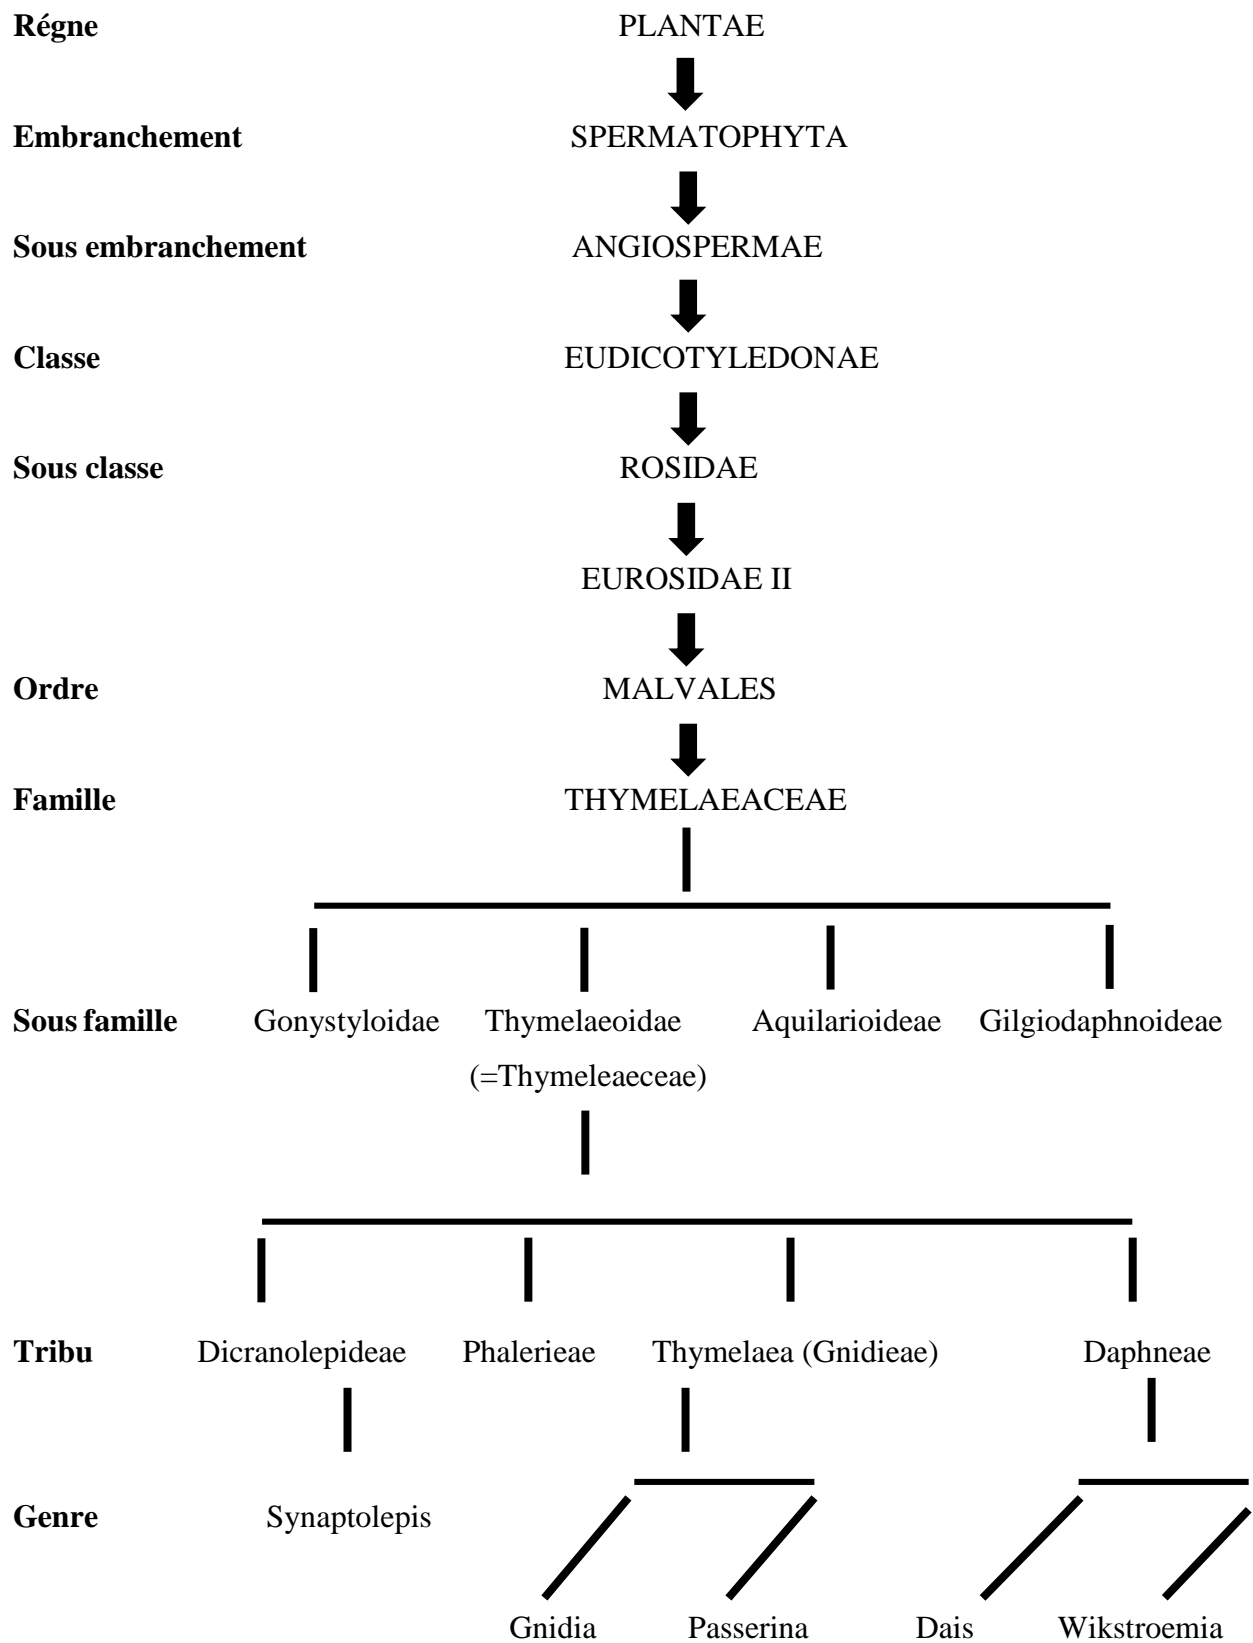 Régne PLANTAE
Embranchement SPERMATOPHYTA
Sous embranchement ANGIOSPERMAE
Classe EUDICOTYLEDONAE
Sous classe ROSIDAE
EUROSIDAE II
Ordre MALVALES
Famille THYMELAEACEAE
Sous famille Gonystyloidae Thymelaeoidae Aquilarioideae Gilgiodaphnoideae
(=Thymeleaeceae)
Tribu Dicranolepideae Phalerieae Thymelaea (Gnidieae) Daphneae
Genre Synaptolepis
Gnidia Passerina Dais Wikstroemia